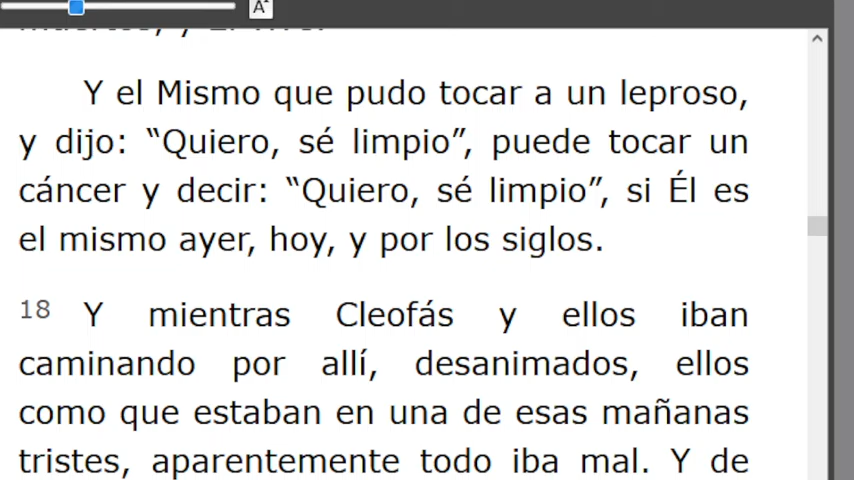 A
Y el Mismo que pudo tocar a un leproso,
y dijo: “Quiero, sé limpio”, puede tocar un
cáncer y decir: “Quiero, sé limpio”, si Él es
el mismo ayer, hoy, y por los siglos.
18 Y mientras Cleofás y ellos iban
caminando por allí, desanimados, ellos
como que estaban en una de esas mañanas
tristes, aparentemente todo iba mal. Y de